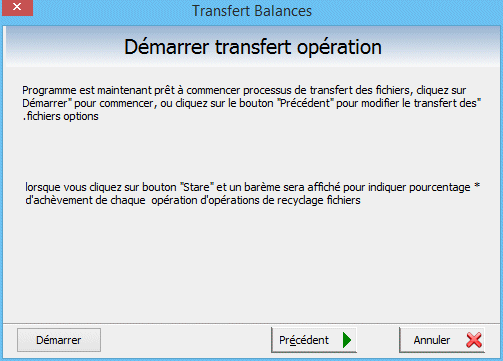 Transfert Balances
Démarrer transfert opération
Programme est maintenant prêt à commencer processus de transfert des fichiers, cliquez sur
Démarrer" pour commencer, ou cliquez sur le bouton "Précédent" pour modifier le transfert des"
.fichiers options
lorsque vous cliquez sur bouton "Stare" et un barème sera affiché pour indiquer pourcentage *
d'achèvement de chaque  opération d'opérations de recyclage fichiers
Démarrer
Précédent
Annuler